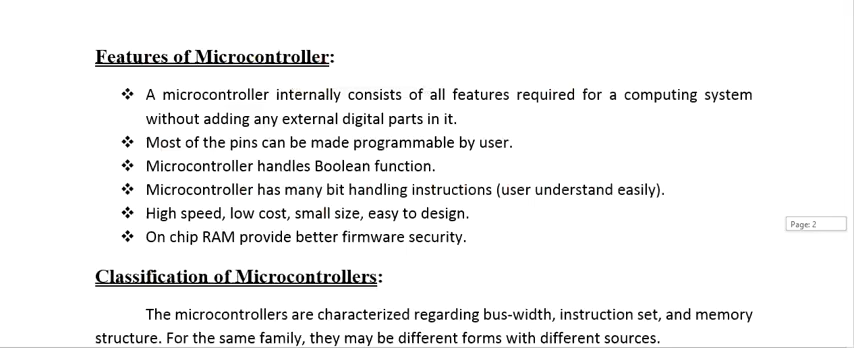 Features of Microcontroller:
❖ A microcontroller internally consists of all features required for a computing system
without adding any external digital parts in it.
❖ Most of the pins can be made programmable by user.
❖ Microcontroller handles Boolean function.
❖ Microcontroller has many bit handling instructions (user understand easily).
❖ High speed, low cost, small size, easy to design.
Page: 2
❖ On chip RAM provide better firmware security.
Classification of Microcontrollers:
The microcontrollers are characterized regarding bus-width, instruction set, and memory
structure. For the same family, they may be different forms with different sources.